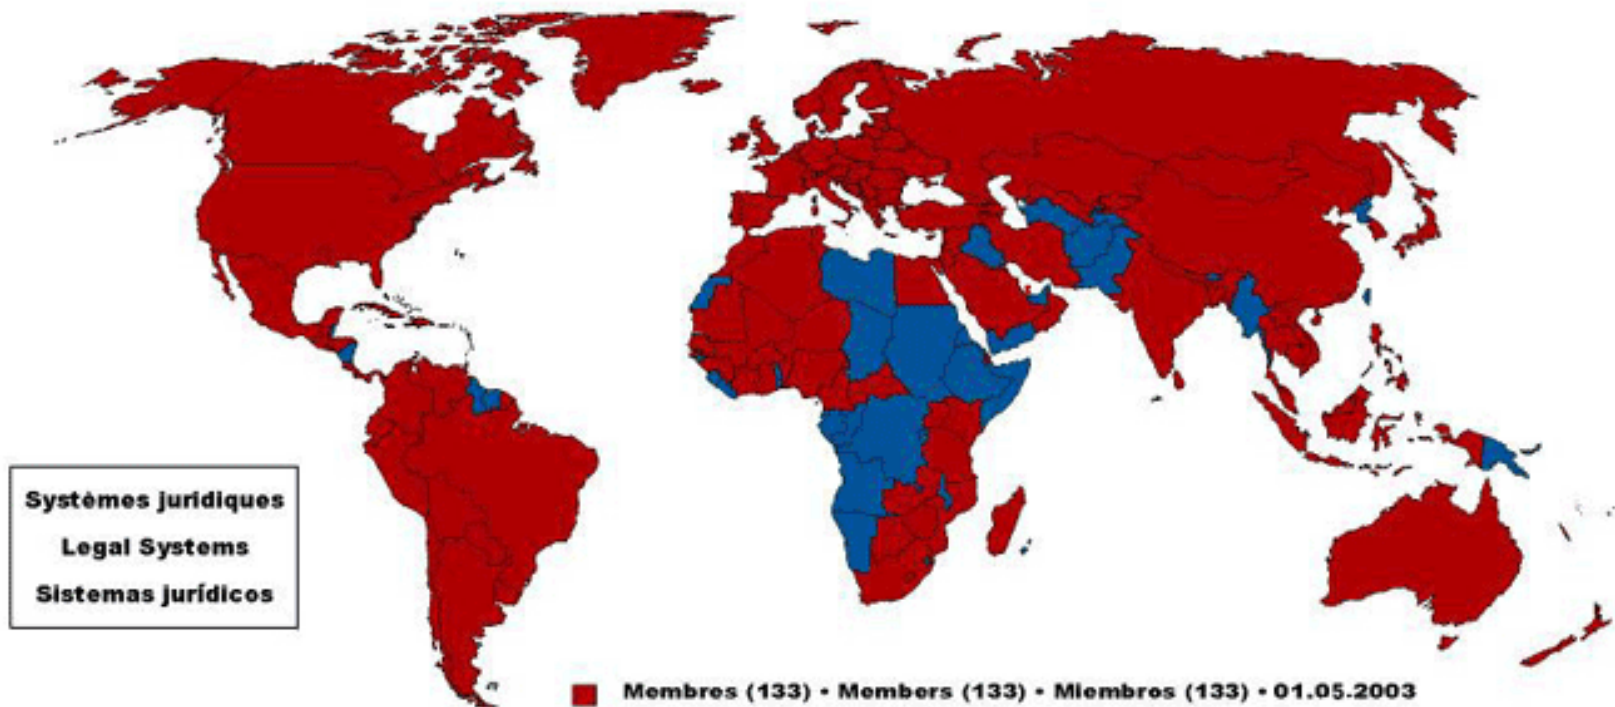 Systèmes juridiques
Legal Systems
Sistemas jurídicos
Membres (133) • Members (133) • Miembros (133) • 01.05.2003